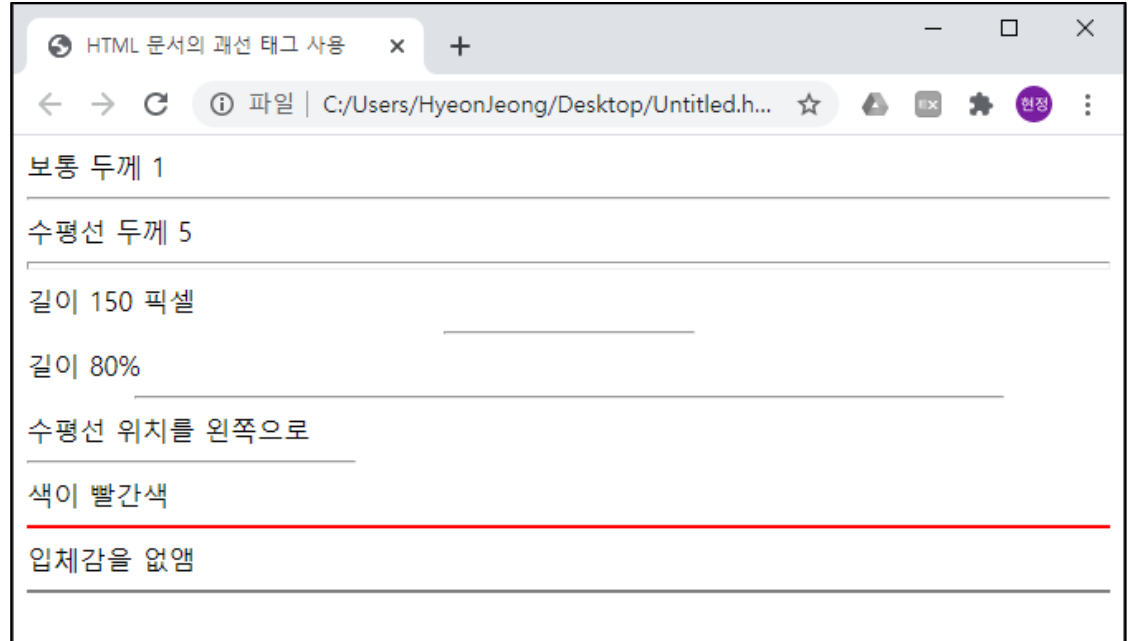 HTML 문서의 괘선 태그 사용
파일 | C:/Users/HyeonJeong/Desktop/Untitled.h...
EX
현정
보통 두께 1
수평선 두께 5
길이 150 픽셀
길이 80%
수평선 위치를 왼쪽으로
색이 빨간색
입체감을 없앰